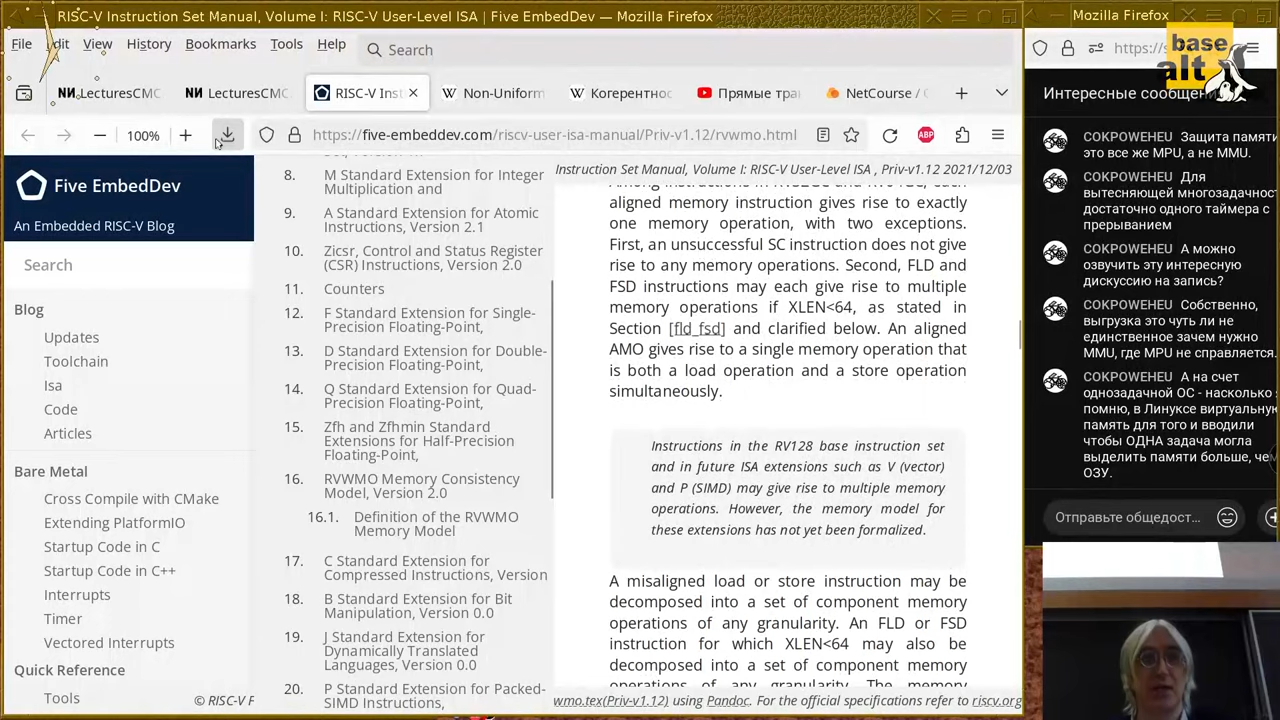 RISC-V Instruction Set Manual, Volume I: RISC-V User-Level ISA | Five EmbedDev — Mozilla Firefox
File Edit View History Bookmarks Tools Help
Search
LecturesCMC
LecturesCMC
RISC-V Inst
Non-Uniform
Когерентнос
Прямые тра
NetCourse / C
100%
https://five-embeddev.com/riscv-user-isa-manual/Priv-v1.12/rvwmo.html
ABP
Five EmbedDev
An Embedded RISC-V Blog
Search
Blog
Updates
Toolchain
Isa
Code
Articles
Bare Metal
Cross Compile with CMake
Extending PlatformIO
Startup Code in C
Startup Code in C++
Interrupts
Timer
Vectored Interrupts
Quick Reference
Tools
© RISC-V F
8. M Standard Extension for Integer
Multiplication and
9. A Standard Extension for Atomic
Instructions, Version 2.1
10. Zicsr, Control and Status Register
(CSR) Instructions, Version 2.0
11. Counters
12. F Standard Extension for Single-
Precision Floating-Point,
13. D Standard Extension for Double-
Precision Floating-Point,
14. Q Standard Extension for Quad-
Precision Floating-Point,
15. Zfh and Zfhmin Standard
Extensions for Half-Precision
Floating-Point,
16. RVWMO Memory Consistency
Model, Version 2.0
16.1. Definition of the RVWMO
Memory Model
17. C Standard Extension for
Compressed Instructions, Version
18. B Standard Extension for Bit
Manipulation, Version 0.0
19. J Standard Extension for
Dynamically Translated
Languages, Version 0.0
20. P Standard Extension for Packed-
SIMD Instructions,
Instruction Set Manual, Volume I: RISC-V User-Level ISA , Priv-v1.12 2021/12/03
aligned memory instruction gives rise to exactly
one memory operation, with two exceptions.
First, an unsuccessful SC instruction does not give
rise to any memory operations. Second, FLD and
FSD instructions may each give rise to multiple
memory operations if XLEN<64, as stated in
Section [fld_fsd] and clarified below. An aligned
AMO gives rise to a single memory operation that
is both a load operation and a store operation
simultaneously.
Instructions in the RV128 base instruction set
and in future ISA extensions such as V (vector)
and P (SIMD) may give rise to multiple memory
operations. However, the memory model for
these extensions has not yet been formalized.
A misaligned load or store instruction may be
decomposed into a set of component memory
operations of any granularity. An FLD or FSD
instruction for which XLEN<64 may also be
decomposed into a set of component memory
operations of any granularity. The memory
wmo.tex(Priv-v1.12) using Pandoc. For the official specifications refer to riscv.org
Mozilla Firefox
https://s
base
alt
Интересные сообщени
COKPOWEHEU Защита памяти
это все же MPU, а не MMU.
COKPOWEHEU Для
вытесняющей многозадачност
достаточно одного таймера с
прерыванием
COKPOWEHEU А можно
озвучить эту интересную
дискуссию на запись?
COKPOWEHEU Собственно,
выгрузка это чуть ли не
единственное зачем нужно
MMU, где MPU не справляется.
COKPOWEHEU А на счет
однозадачной ОС - насколько я
помню, в Линуксе виртуальную
память для того и вводили
чтобы ОДНА задача могла
выделить памяти больше, че
ОЗУ.
Отправьте общедост...